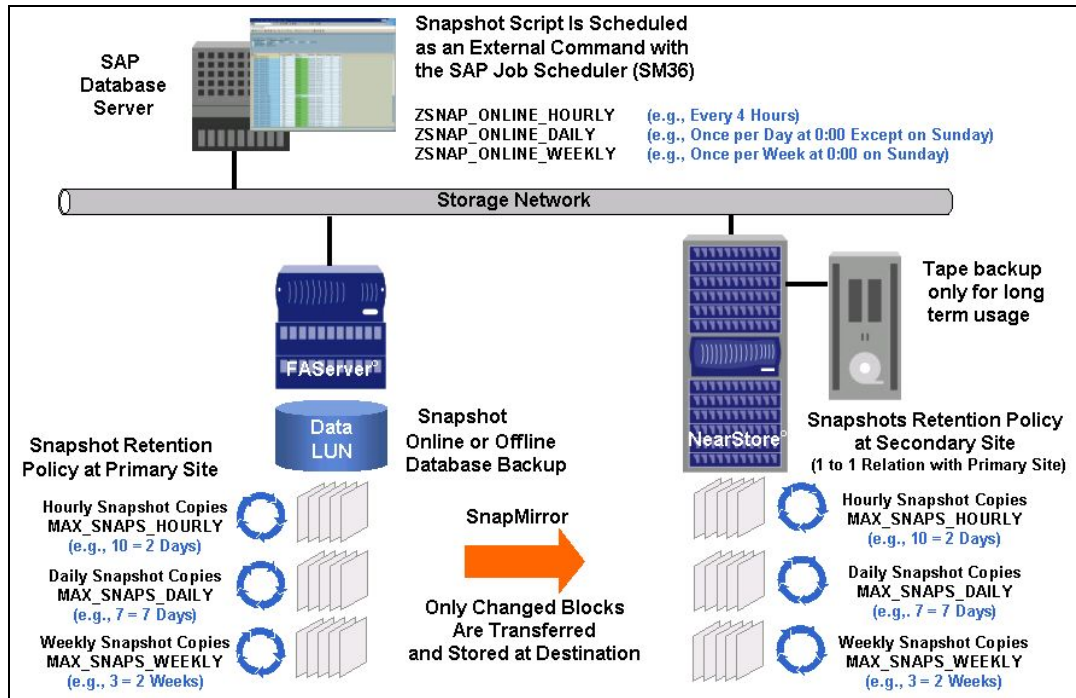 SAP
Database
Server
Snapshot Script Is Scheduled
as an External Command with
the SAP Job Scheduler (SM36)
ZSNAP_ONLINE_HOURLY (e.g., Every 4 Hours)
ZSNAP_ONLINE_DAILY (e.g., Once per Day at 0:00 Except on Sunday)
ZSNAP_ONLINE_WEEKLY (e.g., Once per Week at 0:00 on Sunday)
Storage Network
FAServer®
Data
LUN
Snapshot
Online or Offline
Database Backup
NearStore®
Tape backup
only for long
term usage
Snapshot Retention
Policy at Primary Site
Hourly Snapshot Copies
MAX_SNAPS_HOURLY
(e.g., 10 = 2 Days)
Daily Snapshot Copies
MAX_SNAPS_DAILY
(e.g., 7 = 7 Days)
Weekly Snapshot Copies
MAX_SNAPS_WEEKLY
(e.g., 3 = 2 Weeks)
SnapMirror
Only Changed Blocks
Are Transferred
and Stored at Destination
Snapshots Retention Policy
at Secondary Site
(1 to 1 Relation with Primary Site)
Hourly Snapshot Copies
MAX_SNAPS_HOURLY
(e.g., 10 = 2 Days)
Daily Snapshot Copies
MAX_SNAPS_DAILY
(e.g,. 7 = 7 Days)
Weekly Snapshot Copies
MAX_SNAPS_WEEKLY
(e.g., 3 = 2 Weeks)